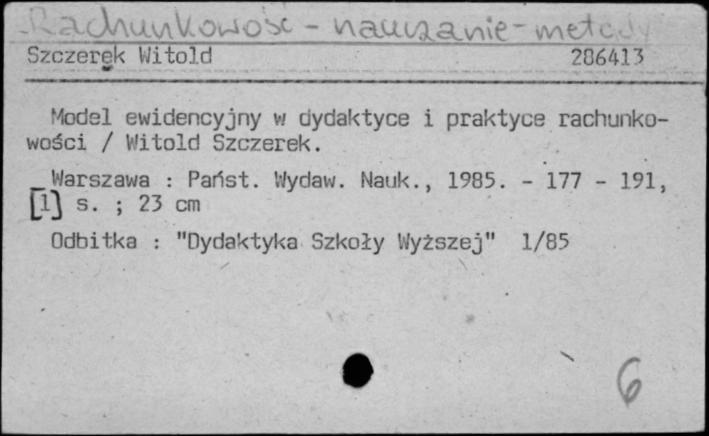 Rachunkowość - nauczanie - metody
Szczerek Witold 286413
Model ewidencyjny w dydaktyce i praktyce rachunko-
wości / Witold Szczerek.
Warszawa : Państ. Wydaw. Nauk., 1985. - 177 - 191,
[1] s. ; 23 cm
Odbitka : "Dydaktyka Szkoły Wyższej" 1/85
6